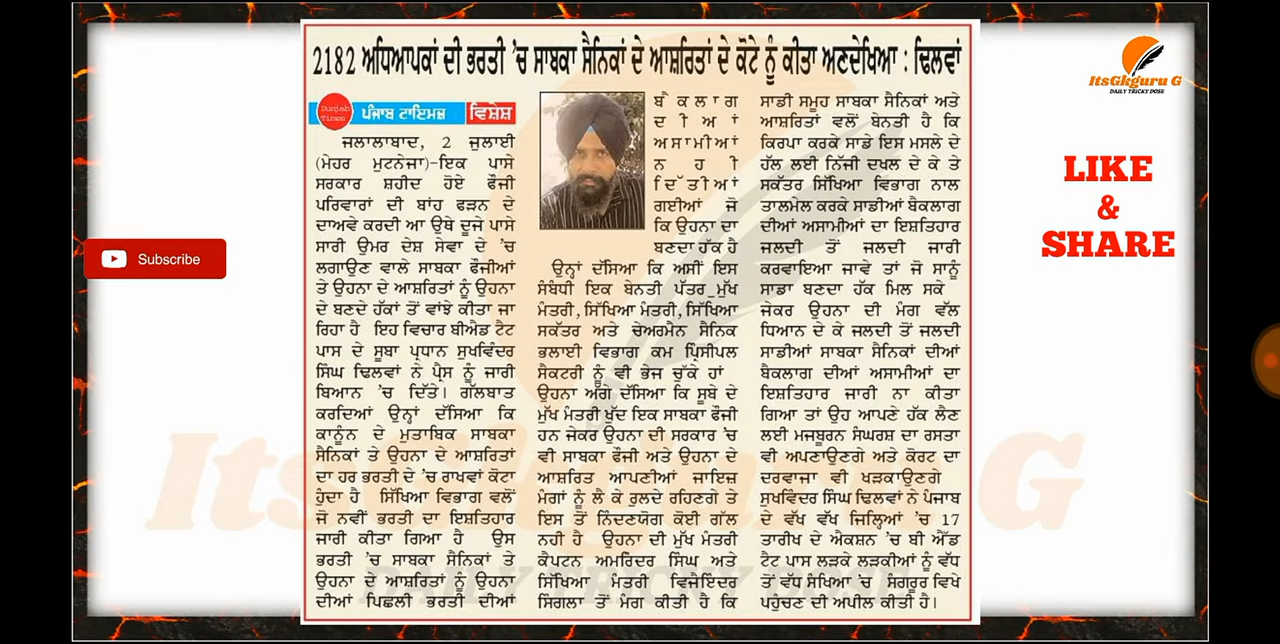 2182 ਅਧਿਆਪਕਾਂ ਦੀ ਭਰਤੀ 'ਚ ਸਾਬਕਾ ਸੈਨਿਕਾਂ ਦੇ ਆਸ਼ਰਿਤਾਂ ਦੇ ਕੋਟੇ ਨੂੰ ਕੀਤਾ ਅਣਦੇਖਿਆ : ਢਿਲਵਾਂ
Punjab
Times
ਪੰਜਾਬ ਟਾਇਮਜ਼ ਵਿਸ਼ੇਸ਼
ਜਲਾਲਾਬਾਦ, 2 ਜੁਲਾਈ
(ਮੇਹਰ ਮੁਟਨੇਜਾ)-ਇਕ ਪਾਸੇ
ਸਰਕਾਰ ਸ਼ਹੀਦ ਹੋਏ ਫੌਜੀ
ਪਰਿਵਾਰਾਂ ਦੀ ਬਾਂਹ ਫੜਨ ਦੇ
ਦਾਅਵੇ ਕਰਦੀ ਆ ਉਥੇ ਦੂਜੇ ਪਾਸੇ
ਸਾਰੀ ਉਮਰ ਦੇਸ਼ ਸੇਵਾ ਦੇ 'ਚ
ਲਗਾਉਣ ਵਾਲੇ ਸਾਬਕਾ ਫੌਜੀਆਂ
ਤੇ ਉਹਨਾ ਦੇ ਆਸ਼ਰਿਤਾਂ ਨੂੰ ਉਹਨਾ
ਦੇ ਬਣਦੇ ਹੱਕਾਂ ਤੋਂ ਵਾਂਝੇ ਕੀਤਾ ਜਾ
ਰਿਹਾ ਹੈ ਇਹ ਵਿਚਾਰ ਬੀਐਡ ਟੈਟ
ਪਾਸ ਦੇ ਸੂਬਾ ਪ੍ਰਧਾਨ ਸੁਖਵਿੰਦਰ
ਸਿੰਘ ਢਿਲਵਾਂ ਨੇ ਪ੍ਰੈਸ ਨੂੰ ਜਾਰੀ
ਬਿਆਨ 'ਚ ਦਿੱਤੇ। ਗੱਲਬਾਤ
ਕਰਦਿਆਂ ਉਨ੍ਹਾਂ ਦੱਸਿਆ ਕਿ
ਕਾਨੂੰਨ ਦੇ ਮੁਤਾਬਿਕ ਸਾਬਕਾ
ਸੈਨਿਕਾਂ ਤੇ ਉਹਨਾ ਦੇ ਆਸ਼ਰਿਤਾਂ
ਦਾ ਹਰ ਭਰਤੀ ਦੇ 'ਚ ਰਾਖਵਾਂ ਕੋਟਾ
ਹੁੰਦਾ ਹੈ ਸਿੱਖਿਆ ਵਿਭਾਗ ਵਲੋਂ
ਜੋ ਨਵੀਂ ਭਰਤੀ ਦਾ ਇਸ਼ਤਿਹਾਰ
ਜਾਰੀ ਕੀਤਾ ਗਿਆ ਹੈ ਉਸ
ਭਰਤੀ 'ਚ ਸਾਬਕਾ ਸੈਨਿਕਾਂ ਤੇ
ਉਹਨਾ ਦੇ ਆਸ਼ਰਿਤਾਂ ਨੂੰ ਉਹਨਾ
ਦੀਆਂ ਪਿਛਲੀ ਭਰਤੀ ਦੀਆਂ
ਬੈਕਲਾਗ
ਦੀਆਂ
ਅਸਾਮੀਆਂ
ਨਹੀ
ਦਿੱਤੀਆਂ
ਗਈਆਂ ਜੋ
ਕਿ ਉਹਨਾ ਦਾ
ਬਣਦਾ ਹੱਕ ਹੈ
ਉਨ੍ਹਾਂ ਦੱਸਿਆ ਕਿ ਅਸੀਂ ਇਸ
ਸੰਬੰਧੀ ਇਕ ਬੇਨਤੀ ਪੱਤਰ ਮੁੱਖ
ਮੰਤਰੀ, ਸਿੱਖਿਆ ਮੰਤਰੀ, ਸਿੱਖਿਆ
ਸਕੱਤਰ ਅਤੇ ਚੇਅਰਮੈਨ ਸੈਨਿਕ
ਭਲਾਈ ਵਿਭਾਗ ਕਮ ਪ੍ਰਿੰਸੀਪਲ
ਸੈਕਟਰੀ ਨੂੰ ਵੀ ਭੇਜ ਚੁੱਕੇ ਹਾਂ
ਉਹਨਾ ਅੱਗੇ ਦੱਸਿਆ ਕਿ ਸੂਬੇ ਦੇ
ਮੁੱਖ ਮੰਤਰੀ ਖੁੱਦ ਇਕ ਸਾਬਕਾ ਫੌਜੀ
ਹਨ ਜੇਕਰ ਉਹਨਾ ਦੀ ਸਰਕਾਰ 'ਚ
ਵੀ ਸਾਬਕਾ ਫੌਜੀ ਅਤੇ ਉਹਨਾ ਦੇ
ਆਸ਼ਰਿਤ ਆਪਣੀਆਂ ਜਾਇਜ਼
ਮੰਗਾਂ ਨੂੰ ਲੈ ਕੇ ਰੁਲਦੇ ਰਹਿਣਗੇ ਤੇ
ਇਸ ਤੋਂ ਨਿੰਦਣਯੋਗ ਕੋਈ ਗੱਲ
ਨਹੀ ਹੈ ਉਹਨਾ ਦੀ ਮੁੱਖ ਮੰਤਰੀ
ਕੈਪਟਨ ਅਮਰਿੰਦਰ ਸਿੰਘ ਅਤੇ
ਸਿੱਖਿਆ ਮੰਤਰੀ ਵਿਜੈਇੰਦਰ
ਸਿੰਗਲਾ ਤੋਂ ਮੰਗ ਕੀਤੀ ਹੈ ਕਿ
ਸਾਡੀ ਸਮੂਹ ਸਾਬਕਾ ਸੈਨਿਕਾਂ ਅਤੇ
ਆਸ਼ਰਿਤਾਂ ਵਲੋਂ ਬੇਨਤੀ ਹੈ ਕਿ
ਕਿਰਪਾ ਕਰਕੇ ਸਾਡੇ ਇਸ ਮਸਲੇ ਦੇ
ਹੱਲ ਲਈ ਨਿੱਜੀ ਦਖਲ ਦੇ ਕੇ ਤੇ
ਸਕੱਤਰ ਸਿੱਖਿਆ ਵਿਭਾਗ ਨਾਲ
ਤਾਲਮੇਲ ਕਰਕੇ ਸਾਡੀਆਂ ਬੈਕਲਾਗ
ਦੀਆਂ ਅਸਾਮੀਆਂ ਦਾ ਇਸ਼ਤਿਹਾਰ
ਜਲਦੀ ਤੋਂ ਜਲਦੀ ਜਾਰੀ
ਕਰਵਾਇਆ ਜਾਵੇ ਤਾਂ ਜੋ ਸਾਨੂੰ
ਸਾਡਾ ਬਣਦਾ ਹੱਕ ਮਿਲ ਸਕੇ
ਜੇਕਰ ਉਹਨਾ ਦੀ ਮੰਗ ਵੱਲ
ਧਿਆਨ ਦੇ ਕੇ ਜਲਦੀ ਤੋਂ ਜਲਦੀ
ਸਾਡੀਆਂ ਸਾਬਕਾ ਸੈਨਿਕਾਂ ਦੀਆਂ
ਬੈਕਲਾਗ ਦੀਆਂ ਅਸਾਮੀਆਂ ਦਾ
ਇਸ਼ਤਿਹਾਰ ਜਾਰੀ ਨਾ ਕੀਤਾ
ਗਿਆ ਤਾਂ ਉਹ ਆਪਣੇ ਹੱਕ ਲੈਣ
ਲਈ ਮਜਬੂਰਨ ਸੰਘਰਸ਼ ਦਾ ਰਸਤਾ
ਵੀ ਅਪਣਾਉਣਗੇ ਅਤੇ ਕੋਰਟ ਦਾ
ਦਰਵਾਜਾ ਵੀ ਖੜਕਾਉਣਗੇ
ਸੁਖਵਿੰਦਰ ਸਿੰਘ ਢਿਲਵਾਂ ਨੇ ਪੰਜਾਬ
ਦੇ ਵੱਖ ਵੱਖ ਜਿਲ੍ਹਿਆਂ 'ਚ 17
ਤਾਰੀਖ ਦੇ ਐਕਸ਼ਨ 'ਚ ਬੀ ਐੱਡ
ਟੈਟ ਪਾਸ ਲੜਕੇ ਲੜਕੀਆਂ ਨੂੰ ਵੱਧ
ਤੋਂ ਵੱਧ ਸੰਖਿਆ 'ਚ ਸੰਗਰੂਰ ਵਿਖੇ
ਪਹੁੰਚਣ ਦੀ ਅਪੀਲ ਕੀਤੀ ਹੈ।
Subscribe
ItsGkguru G
DAILY TRICKY DOSE
LIKE
&
SHARE
ItsGkguru G
DAILY TRICKY DOSE